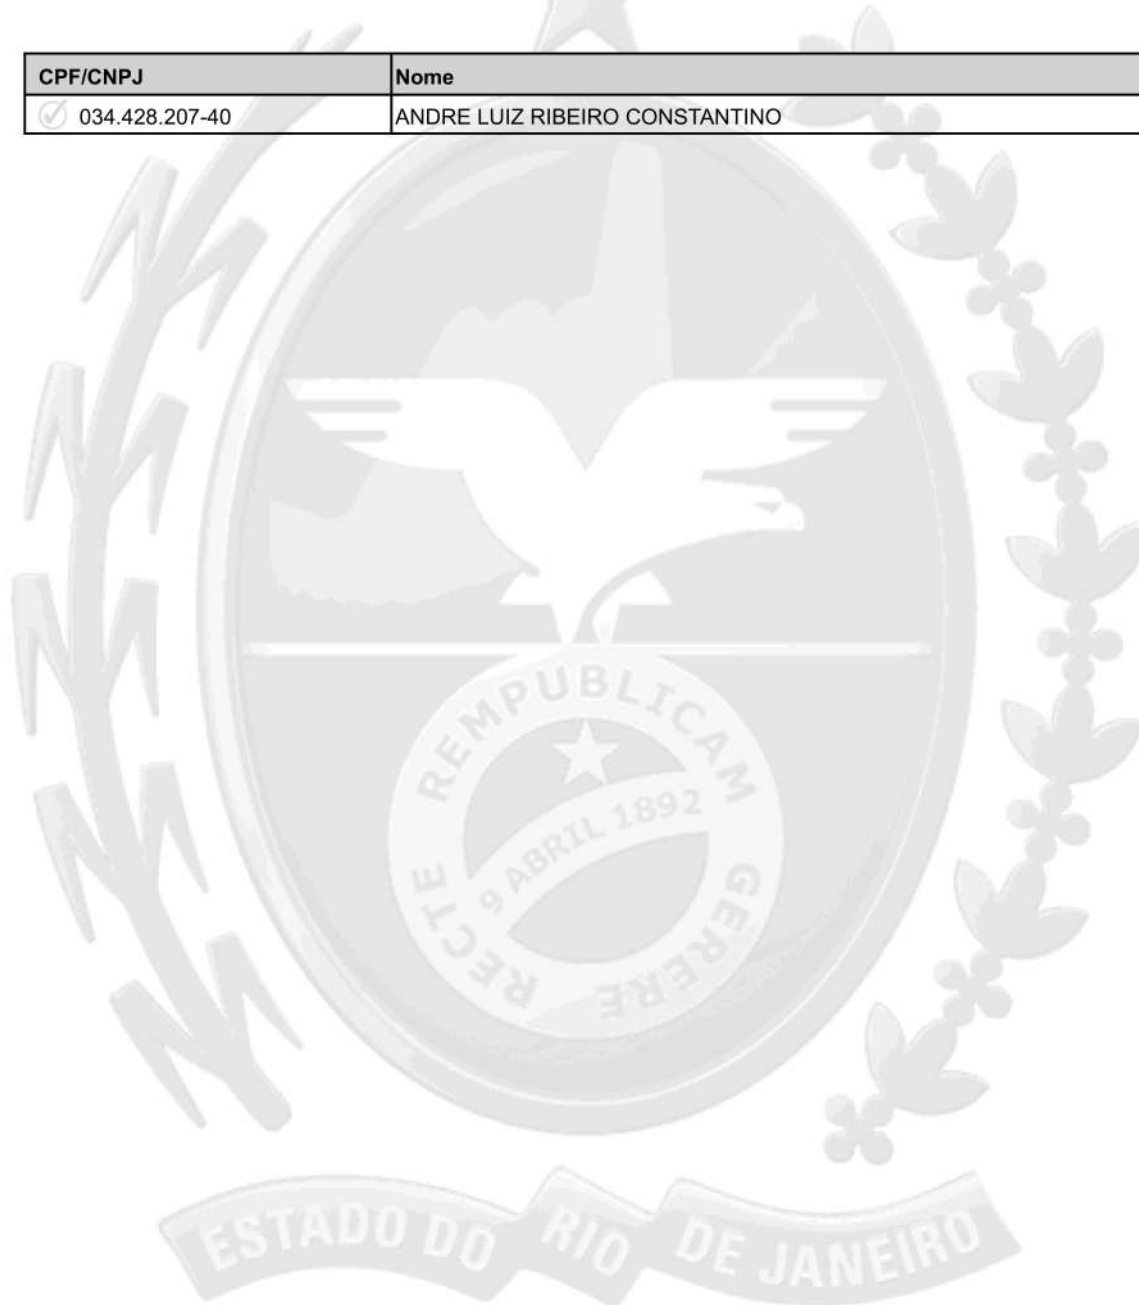 CPF/CNPJ Nome
034.428.207-40 ANDRE LUIZ RIBEIRO CONSTANTINO
RECTE REMPUBLICAM GERERE
9 ABRIL 1892
ESTADO DO RIO DE JANEIRO